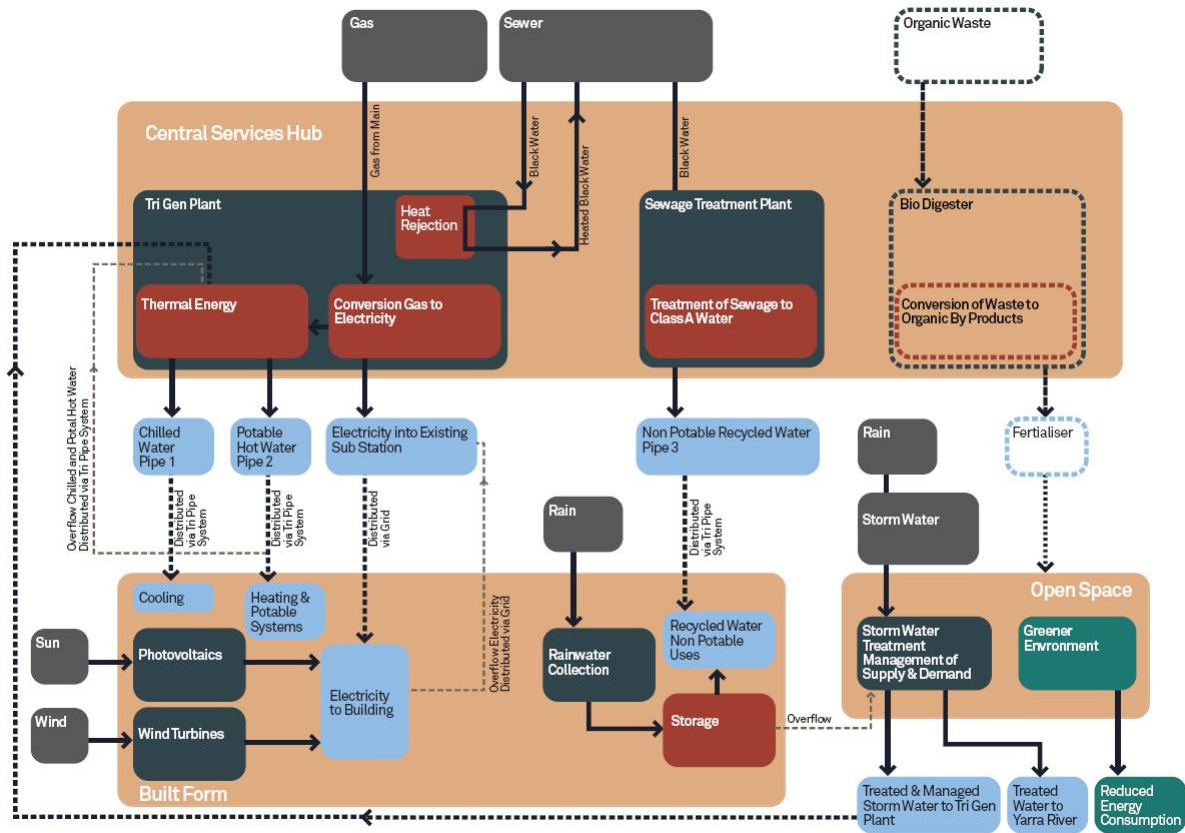 Gas
Sewer
Organic Waste
Central Services Hub
Gas from Main
Black Water
Heated Black Water
Black Water
Tri Gen Plant
Heat
Rejection
Sewage Treatment Plant
Bio Digester
Thermal Energy
Conversion Gas to
Electricity
Treatment of Sewage to
Class A Water
Conversion of Waste to
Organic By Products
Overflow Chilled and Potal Hot Water
Distributed via Tri Pipe System
Chilled
Water
Pipe 1
Potable
Hot Water
Pipe 2
Electricity into Existing
Sub Station
Non Potable Recycled Water
Pipe 3
Rain
Fertialiser
Storm Water
Distributed
via Tri Pipe
System
Distributed
via Tri Pipe
System
Distributed
via Grid
Rain
Distributed
via Tri Pipe
System
Cooling
Heating &
Potable
Systems
Open Space
Sun
Photovoltaics
Electricity
to Building
Overflow Electricity
Distributed via Grid
Rainwater
Collection
Recycled Water
Non Potable
Uses
Storm Water
Treatment
Management of
Supply & Demand
Greener
Environment
Wind
Wind Turbines
Storage
Overflow
Built Form
Treated & Managed
Storm Water to Tri Gen
Plant
Treated
Water to
Yarra River
Reduced
Energy
Consumption